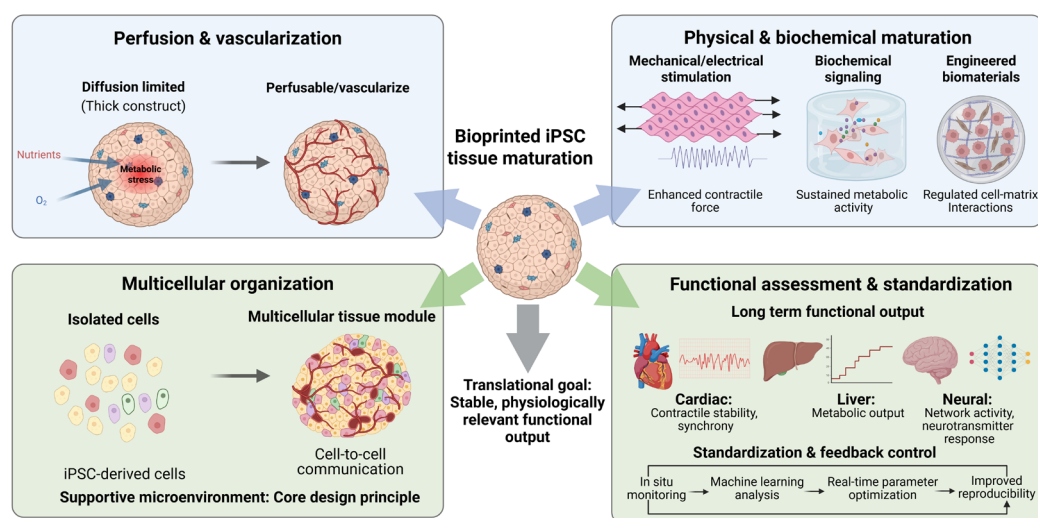 Perfusion & vascularization
Diffusion limited
(Thick construct)
Perfusable/vascularize
Nutrients
O₂
Metabolic
stress
Bioprinted iPSC
tissue maturation
Physical & biochemical maturation
Mechanical/electrical
stimulation
Biochemical
signaling
Engineered
biomaterials
Enhanced contractile
force
Sustained metabolic
activity
Regulated cell-matrix
Interactions
Multicellular organization
Isolated cells
Multicellular tissue module
iPSC-derived cells
Cell-to-cell
communication
Supportive microenvironment: Core design principle
Translational goal:
Stable, physiologically
relevant functional
output
Functional assessment & standardization
Long term functional output
Cardiac:
Contractile stability,
synchrony
Liver:
Metabolic output
Neural:
Network activity,
neurotransmitter
response
Standardization & feedback control
In situ
monitoring
Machine learning
analysis
Real-time parameter
optimization
Improved
reproducibility